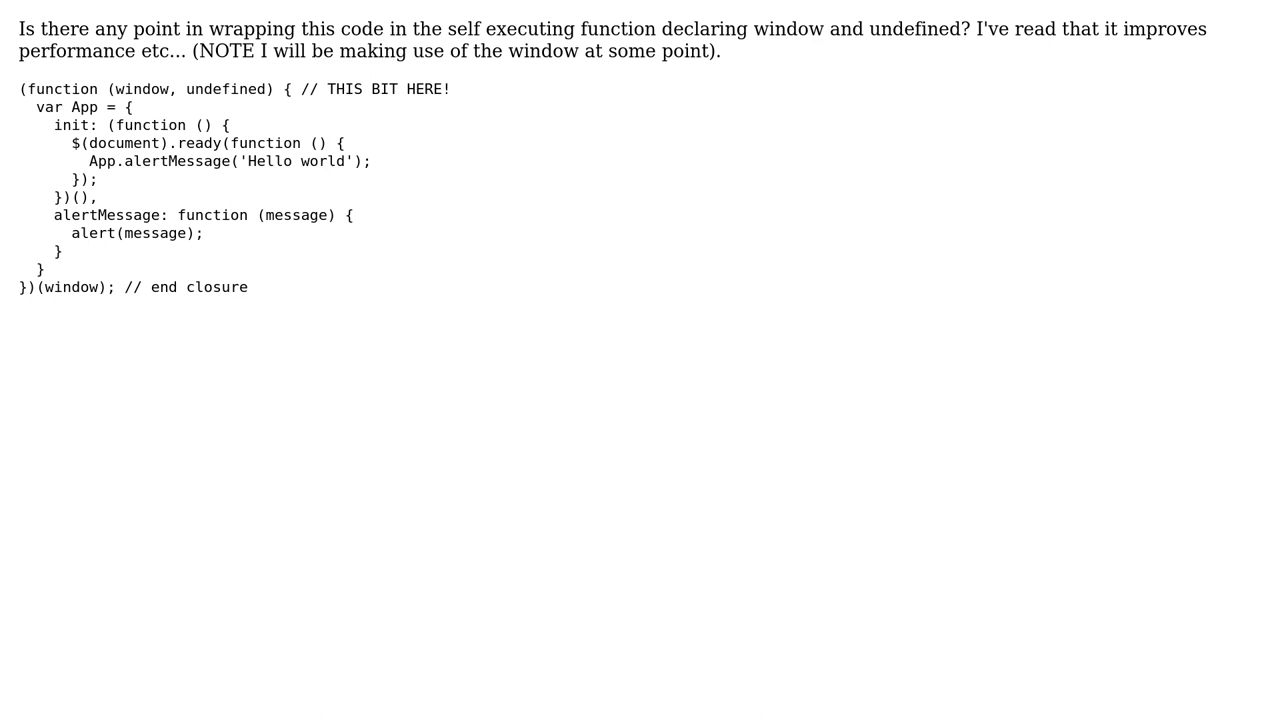 Is there any point in wrapping this code in the self executing function declaring window and undefined? I've read that it improves
performance etc... (NOTE I will be making use of the window at some point).
(function (window, undefined) { // THIS BIT HERE!
  var App = {
    init: (function () {
      $(document).ready(function () {
        App.alertMessage('Hello world');
      });
    })(),
    alertMessage: function (message) {
      alert(message);
    }
  }
})(window); // end closure